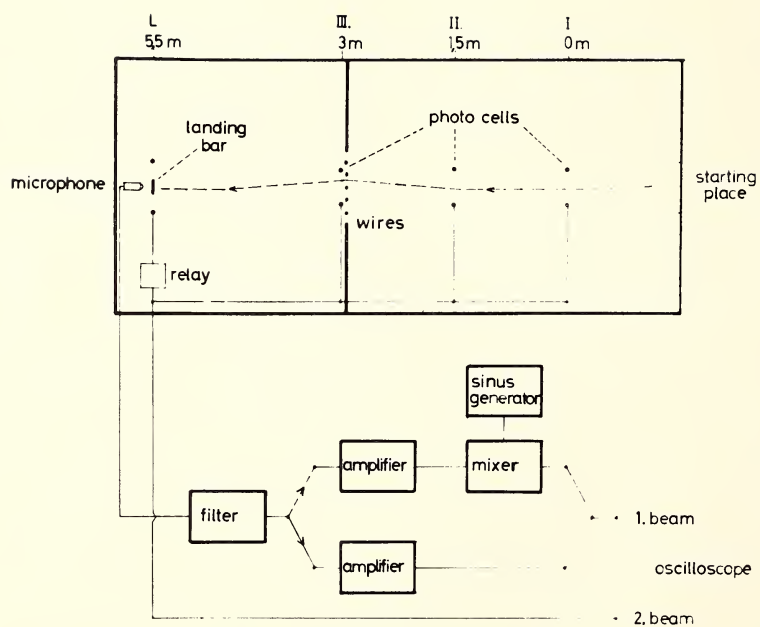 L III. II. I
5,5m 3m 1,5m 0m
landing
bar
photo cells
microphone
starting
place
wires
relay
sinus
generator
amplifier
mixer
filter
1. beam
amplifier
oscilloscope
2. beam